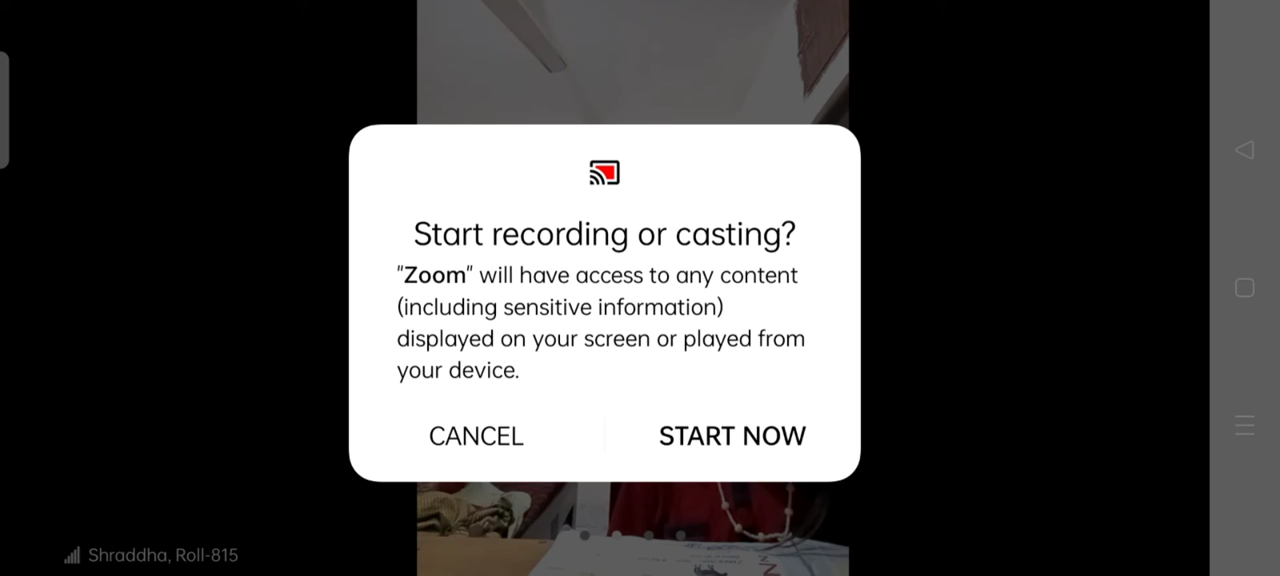 Start recording or casting?
"Zoom" will have access to any content
(including sensitive information)
displayed on your screen or played from
your device.
CANCEL START NOW
Shraddha, Roll-815